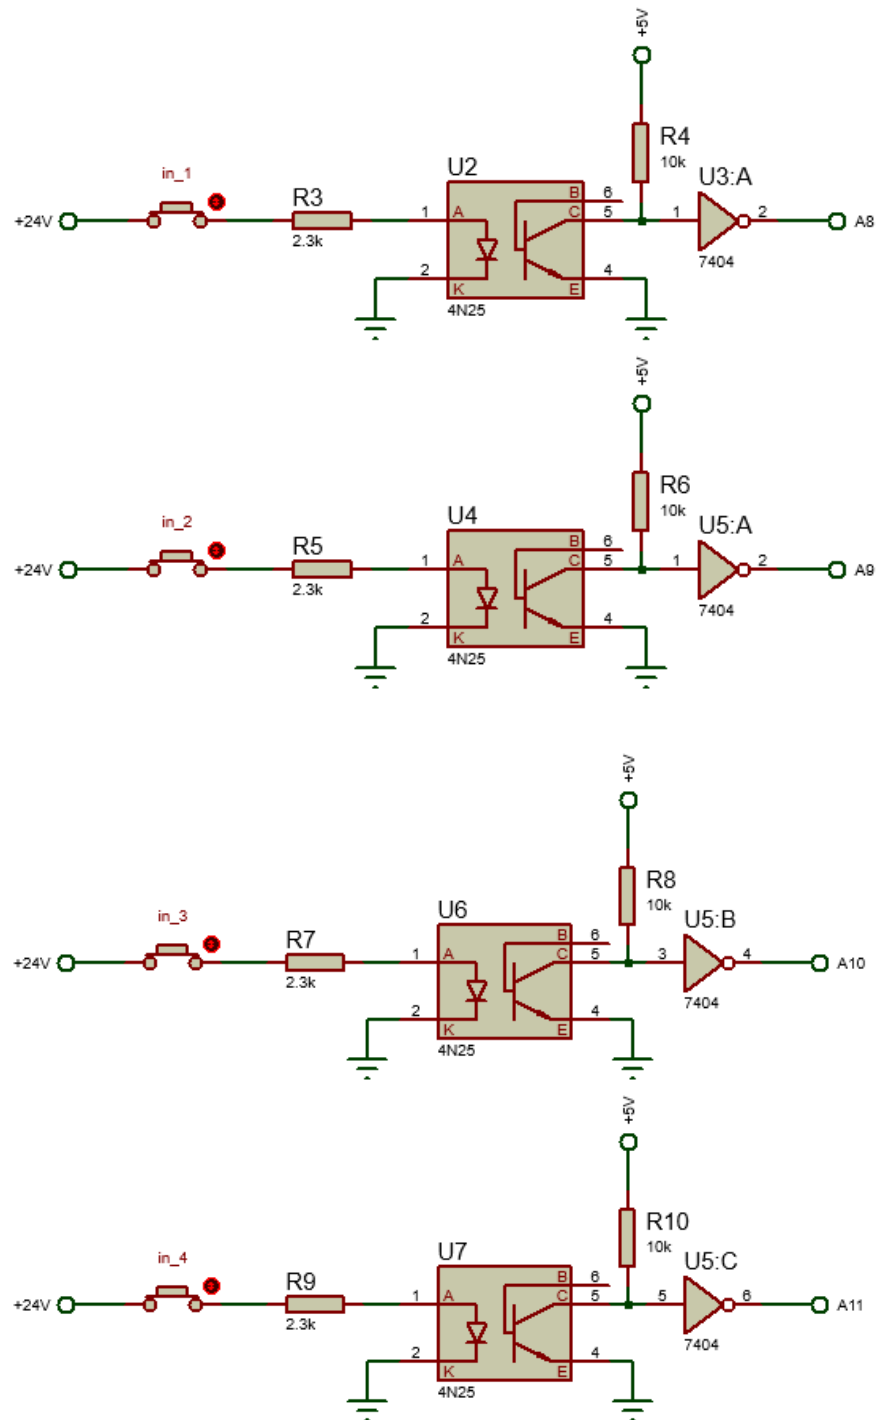 +5V
R4
10k
in_1
U2
U3:A
+24V
R3
2.3k
1
A
2
K
B
6
C
5
E
4
1
2
A8
7404
4N25
+5V
R6
10k
in_2
U4
U5:A
+24V
R5
2.3k
1
A
2
K
B
6
C
5
E
4
1
2
A9
7404
4N25
+5V
R8
10k
in_3
U6
U5:B
+24V
R7
2.3k
1
A
2
K
B
6
C
5
E
4
3
4
A10
7404
4N25
+5V
R10
10k
in_4
U7
U5:C
+24V
R9
2.3k
1
A
2
K
B
6
C
5
E
4
5
6
A11
7404
4N25